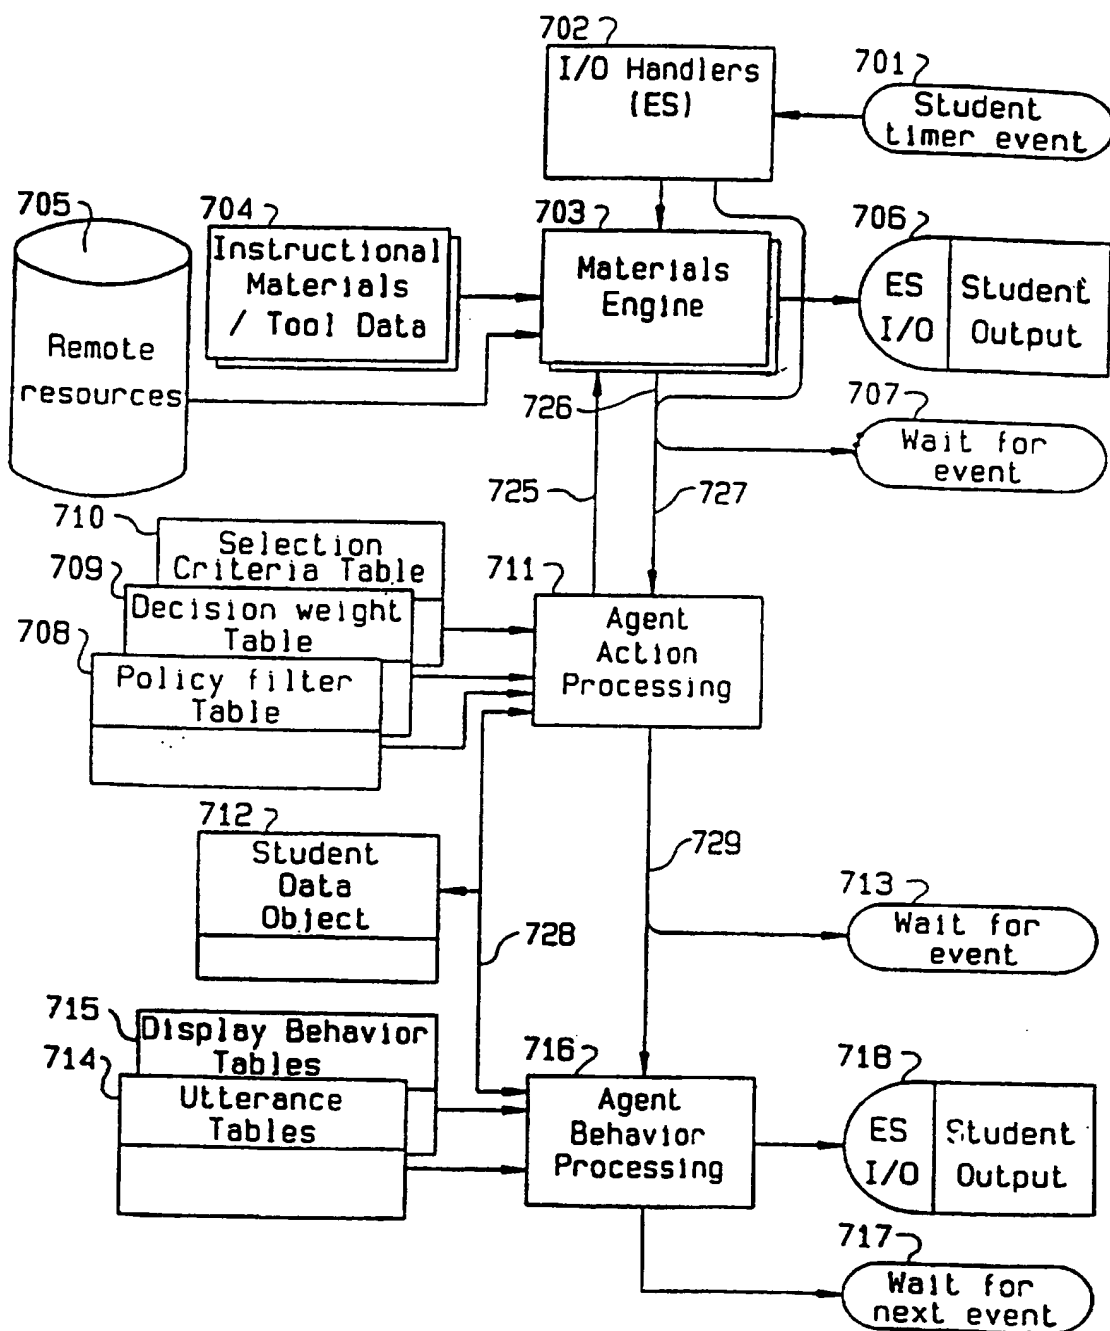 702
I/O Handlers
(ES)
701
Student
timer event
705
Remote
resources
704
Instructional
Materials
/ Tool Data
703
Materials
Engine
706
ES
I/O
Student
Output
726
707
Wait for
event
725
727
710
Selection
Criteria Table
709
Decision weight
Table
708
Policy filter
Table
711
Agent
Action
Processing
712
Student
Data
Object
728
729
713
Wait for
event
715
Display Behavior
Tables
714
Utterance
Tables
716
Agent
Behavior
Processing
718
ES
I/O
Student
Output
717
Wait for
next event